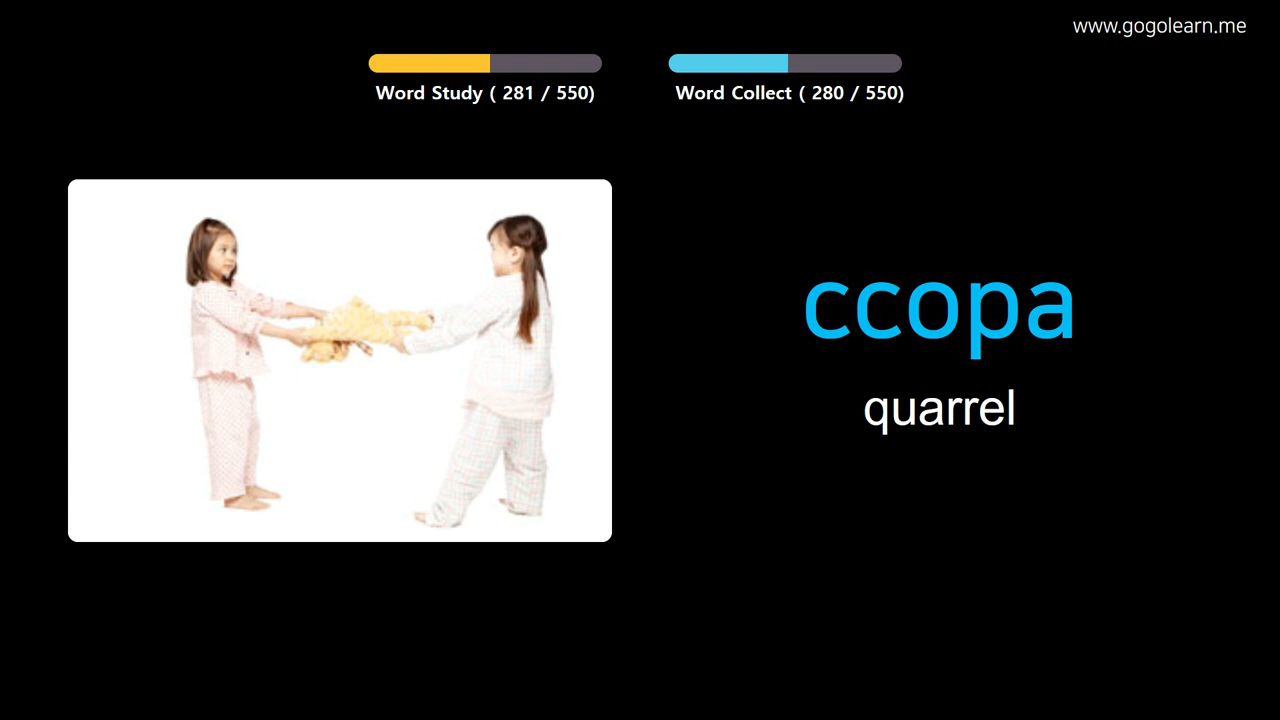 www.gogolearn.me
Word Study ( 281 / 550)
Word Collect ( 280 / 550)
ссора
quarrel